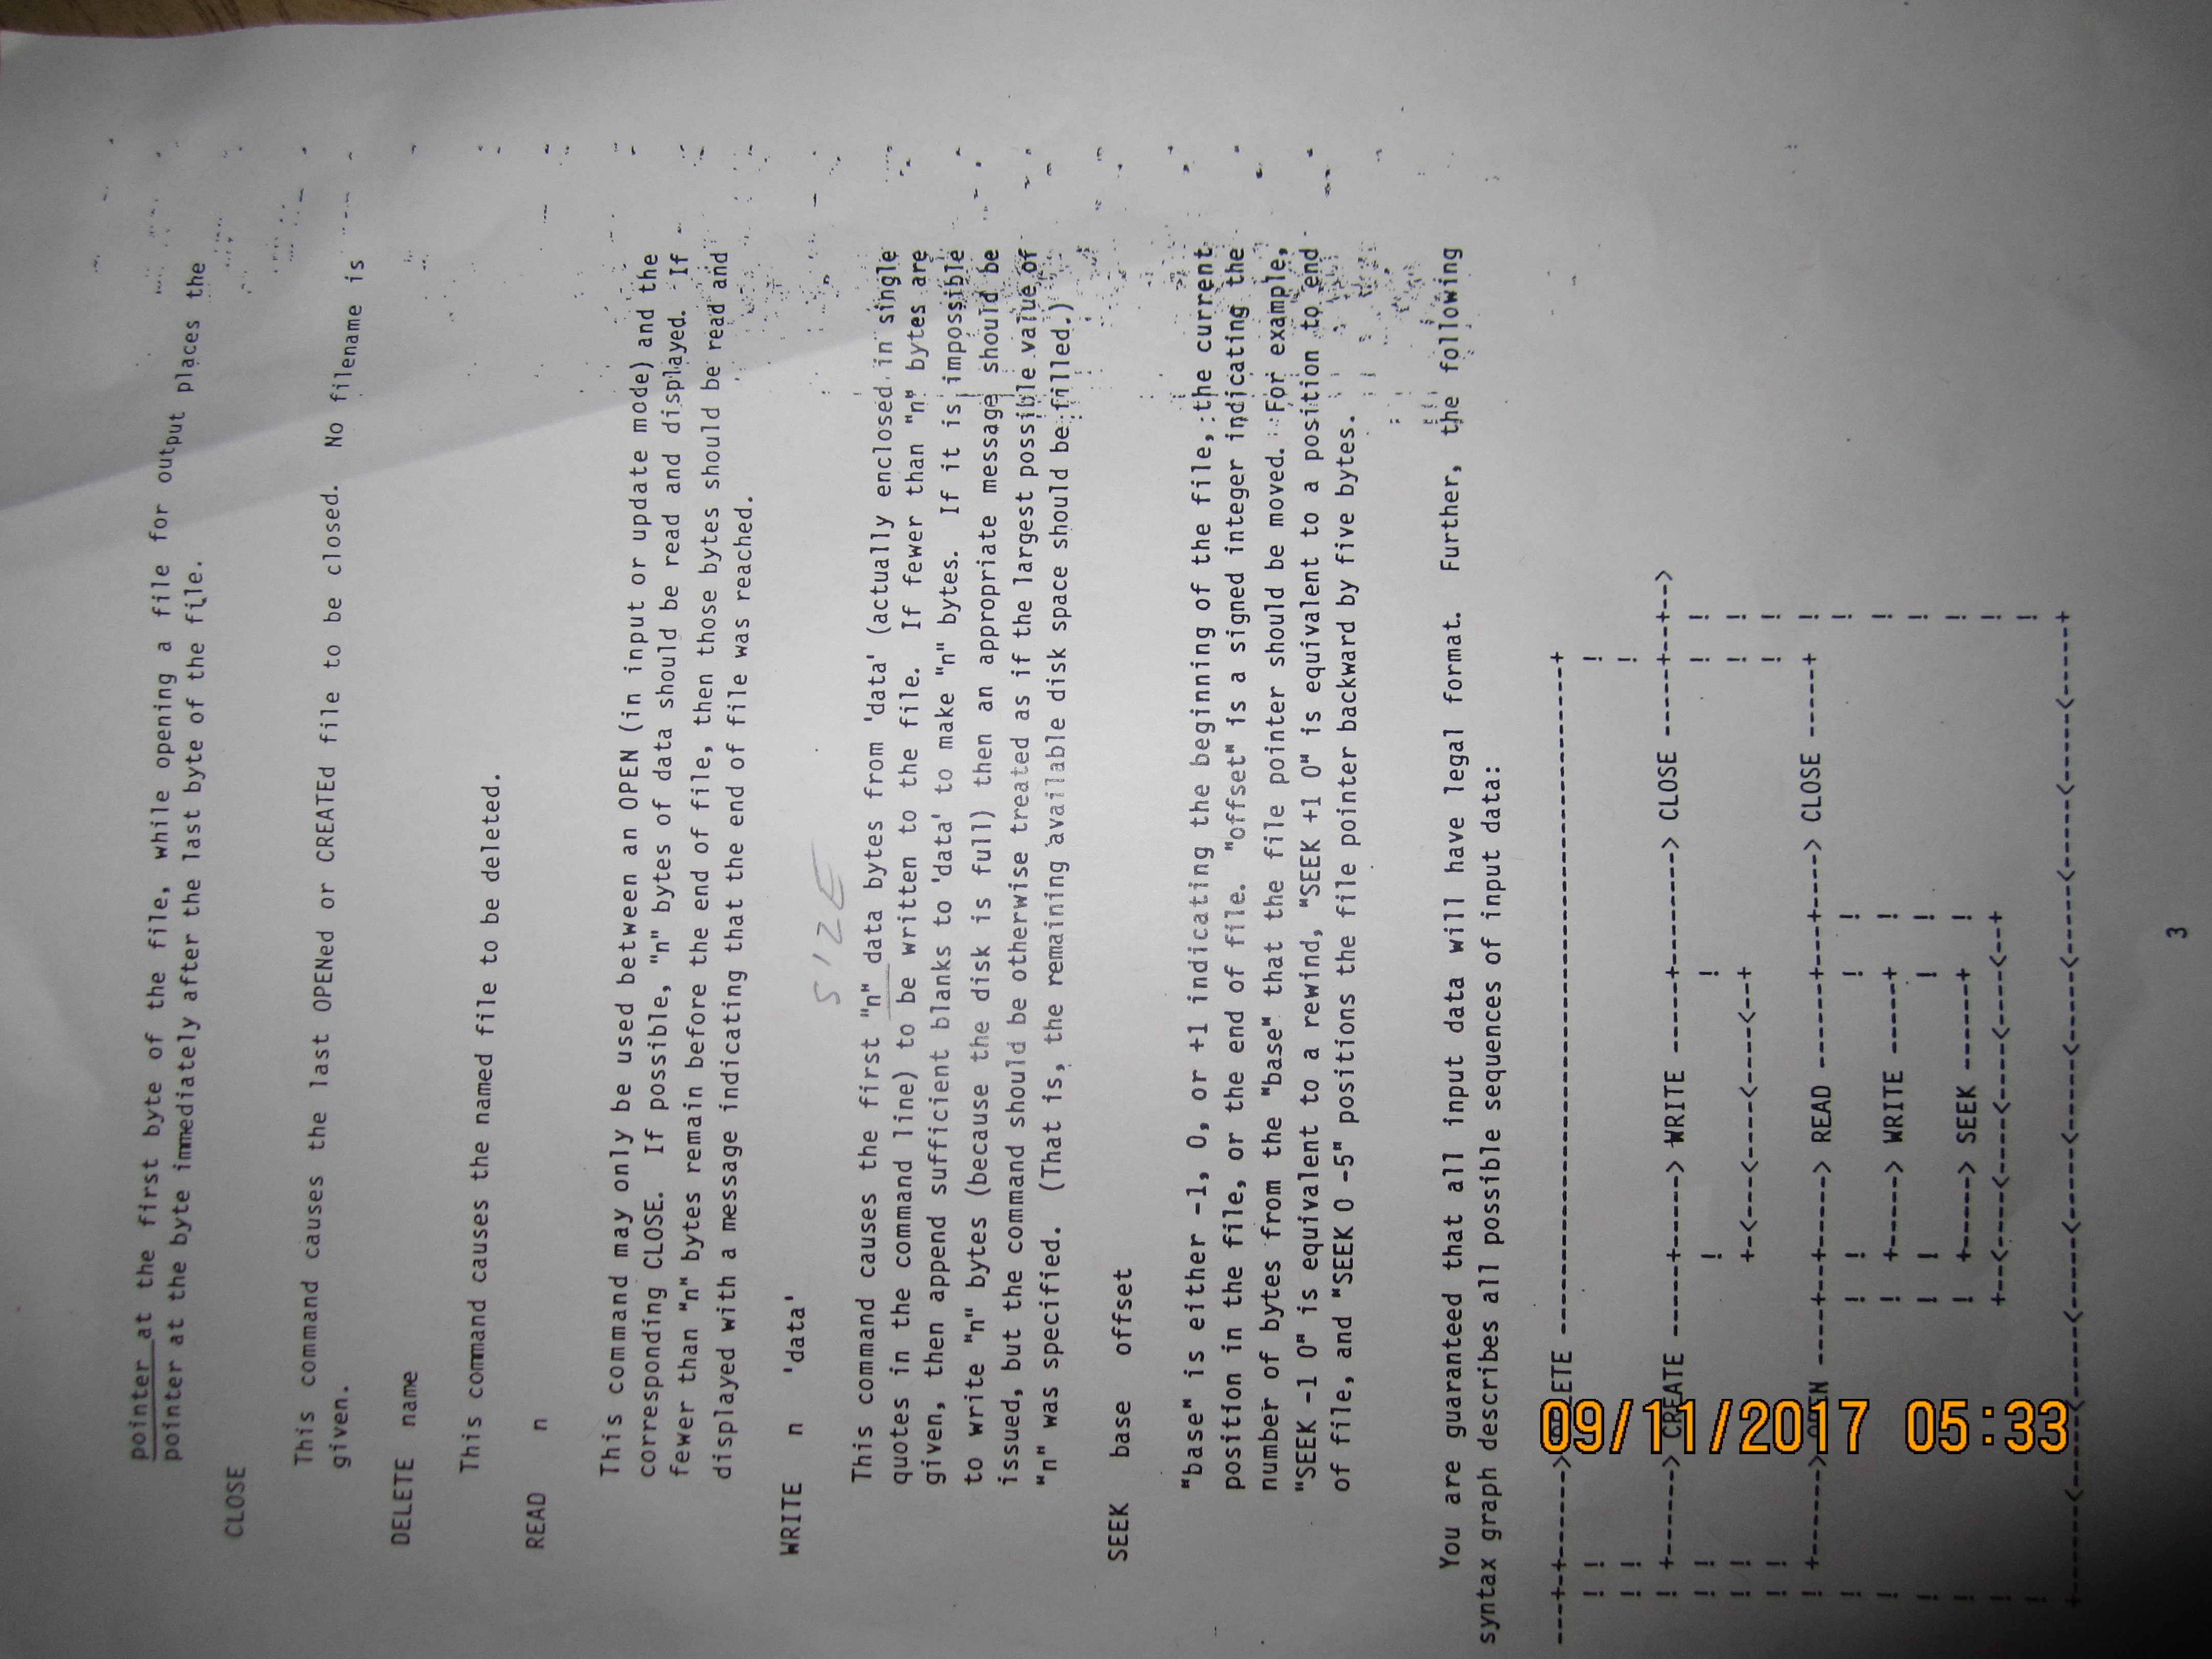 pointer at the first byte of the file, while opening a file for output places the
pointer at the byte immediately after the last byte of the file.
CLOSE
This command causes the last OPENed or CREATEd file to be closed. No filename is
given.
DELETE name
This command causes the named file to be deleted.
READ n
This command may only be used between an OPEN (in input or update mode) and the
corresponding CLOSE. If possible, "n" bytes of data should be read and displayed. If
fewer than "n" bytes remain before the end of file, then those bytes should be read and
displayed with a message indicating that the end of file was reached.
WRITE n 'data'
SIZE
This command causes the first "n" data bytes from 'data' (actually enclosed in single
quotes in the command line) to be written to the file. If fewer than "n" bytes are
given, then append sufficient blanks to 'data' to make "n" bytes. If it is impossible
to write "n" bytes (because the disk is full) then an appropriate message should be
issued, but the command should be otherwise treated as if the largest possible value of
"n" was specified. (That is, the remaining available disk space should be filled.)
SEEK base offset
"base" is either -1, 0, or +1 indicating the beginning of the file, the current
position in the file, or the end of file. "offset" is a signed integer indicating the
number of bytes from the "base" that the file pointer should be moved. For example,
"SEEK -1 0" is equivalent to a rewind, "SEEK +1 0" is equivalent to a position to end
of file, and "SEEK 0 -5" positions the file pointer backward by five bytes.
You are guaranteed that all input data will have legal format. Further, the following
syntax graph describes all possible sequences of input data:
---+-+------> DELETE ---------------------------------------------+
! ! !
! ! !
! +------> CREATE -----+-----> WRITE -----+--------> CLOSE -----+--+-->
! ! ! ! ! !
! ! +-<---<----<----<--+ ! !
! ! ! !
! +------> OPEN ----+--+-----> READ ------+---+----> CLOSE -----+ !
! ! ! ! ! !
! ! +-----> WRITE -----+ ! !
! ! ! ! ! !
! ! +-----> SEEK ------+ ! !
! +--<----<----<----<----<--+ !
! !
+------<-----<-----<-----<-----<-----<-----<-----<-----<-----<-----+
3
09/11/2017 05:33